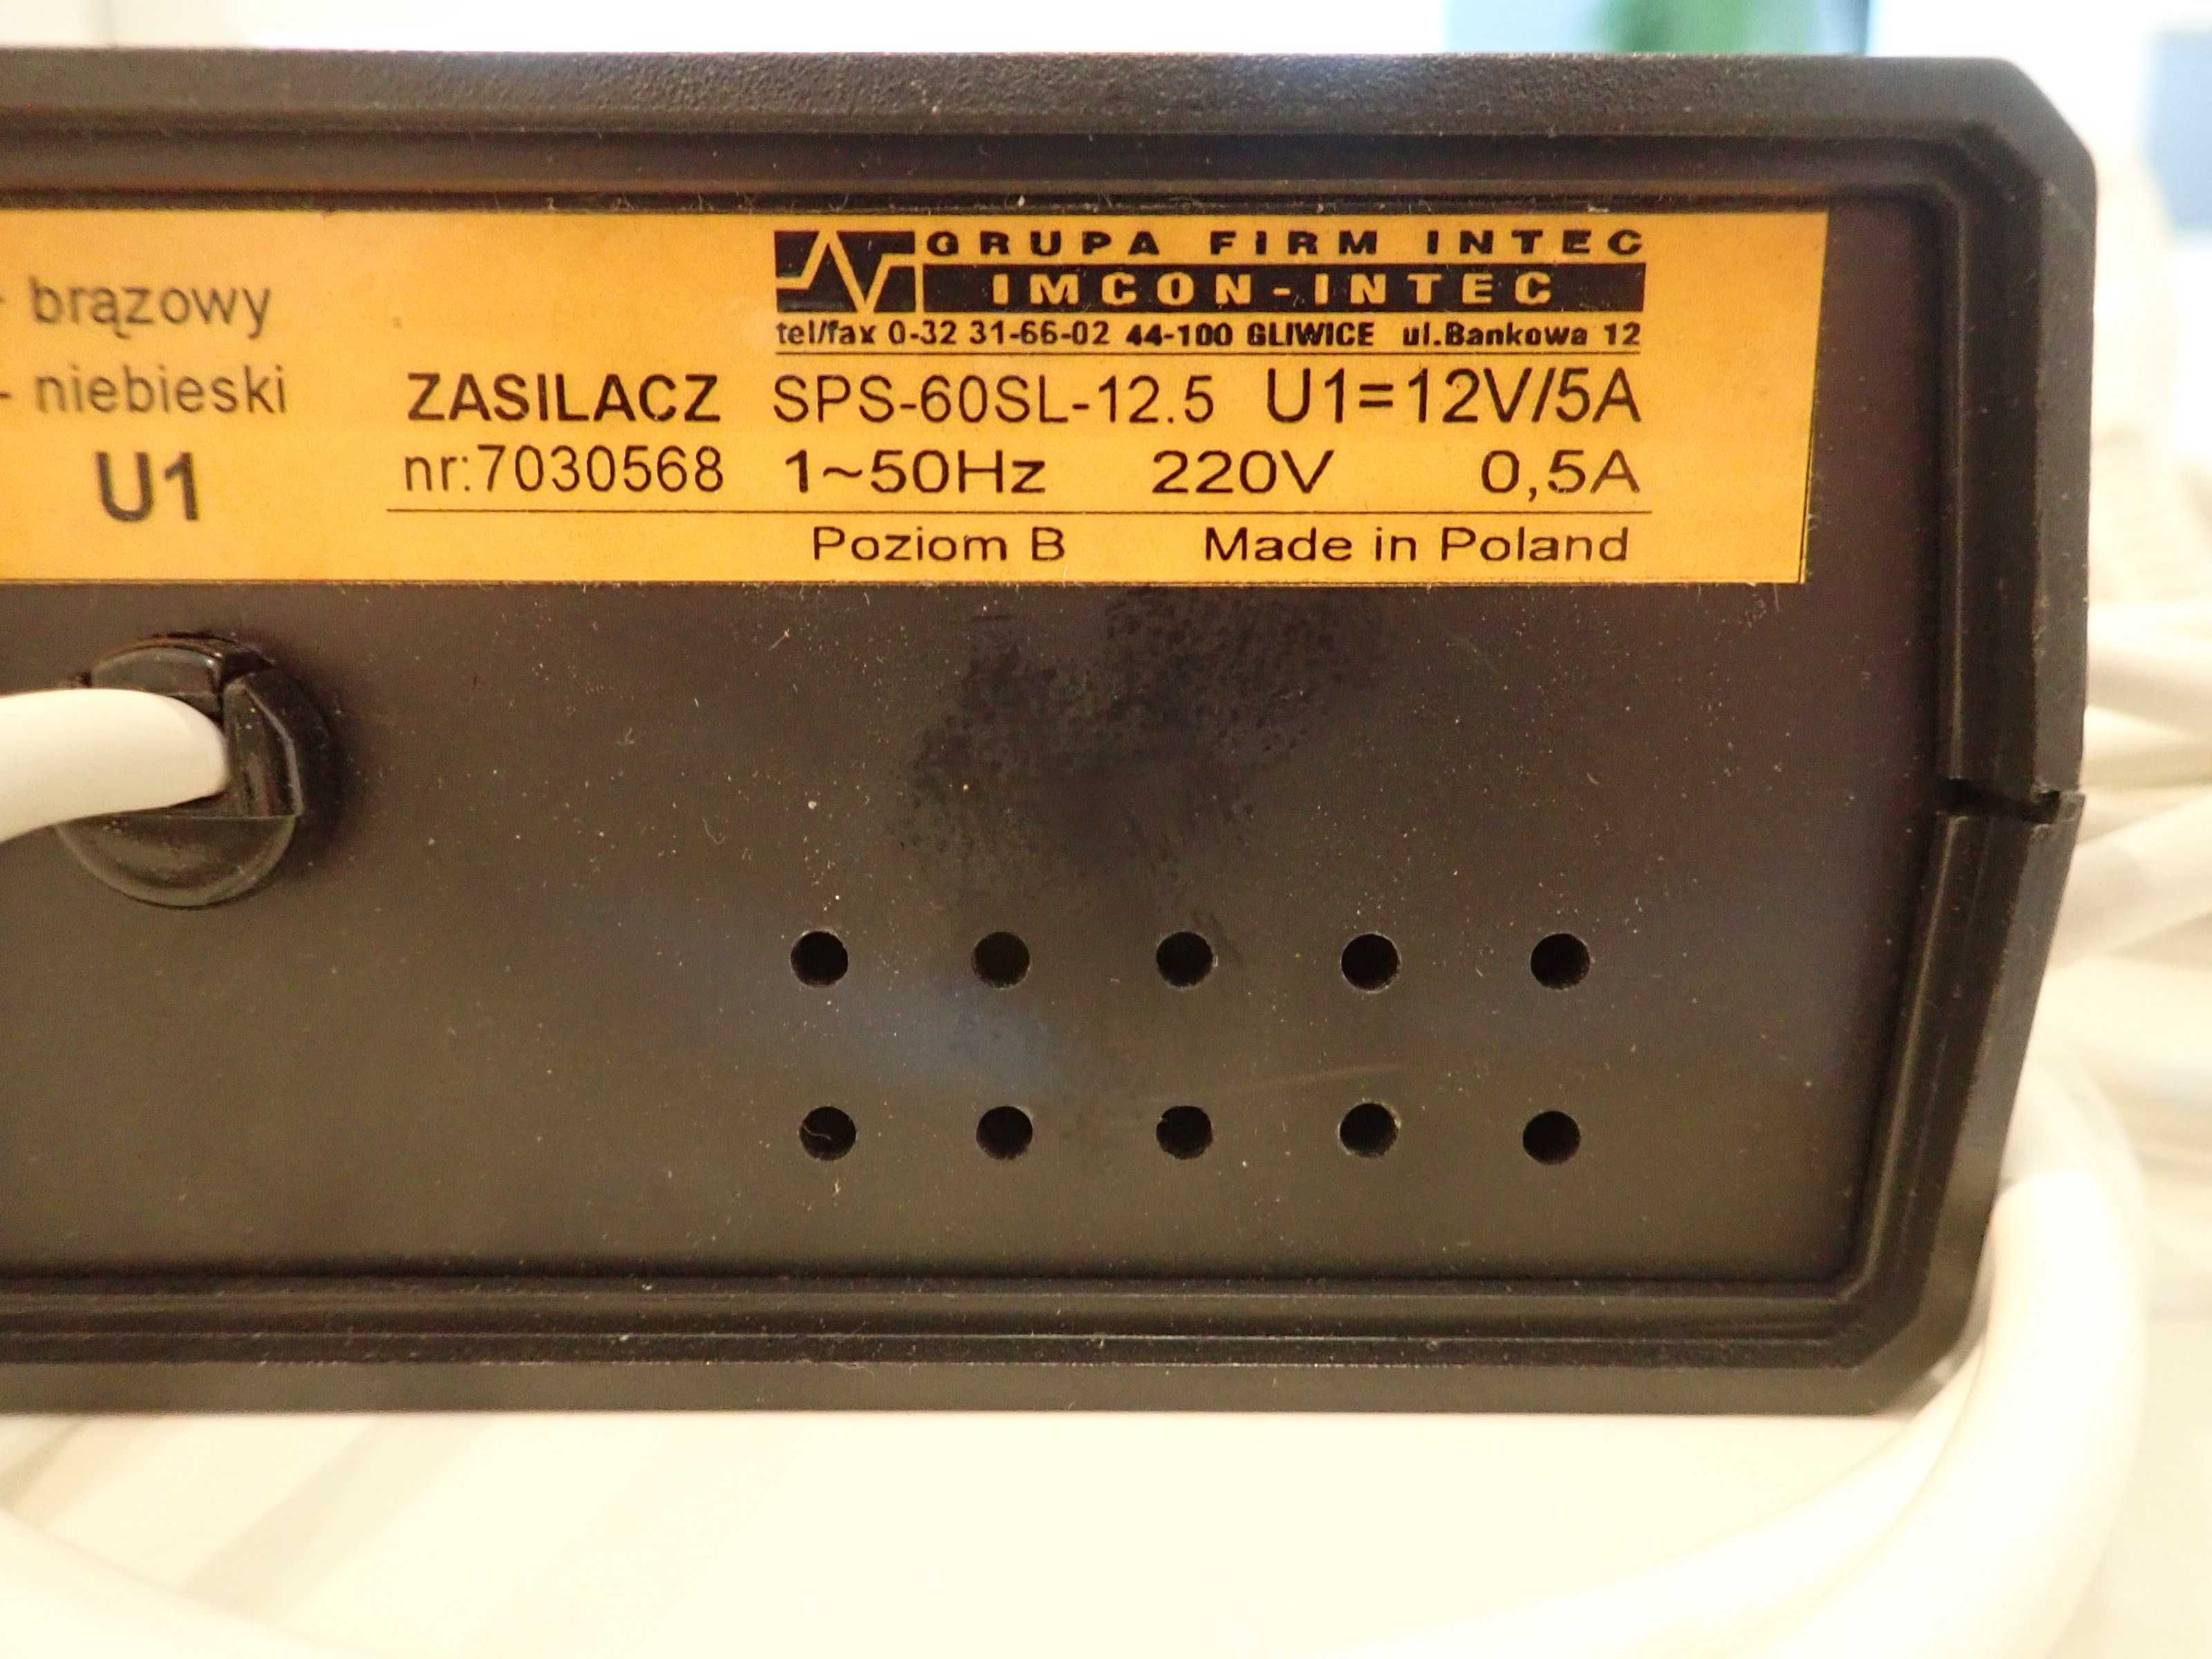 GRUPA FIRM INTEC
IMCON-INTEC
tel/fax 0-32 31-66-02 44-100 GLIWICE ul.Bankowa 12
- brązowy
- niebieski
U1
ZASILACZ SPS-60SL-12.5 U1=12V/5A
nr:7030568 1~50Hz 220V 0,5A
Poziom B Made in Poland